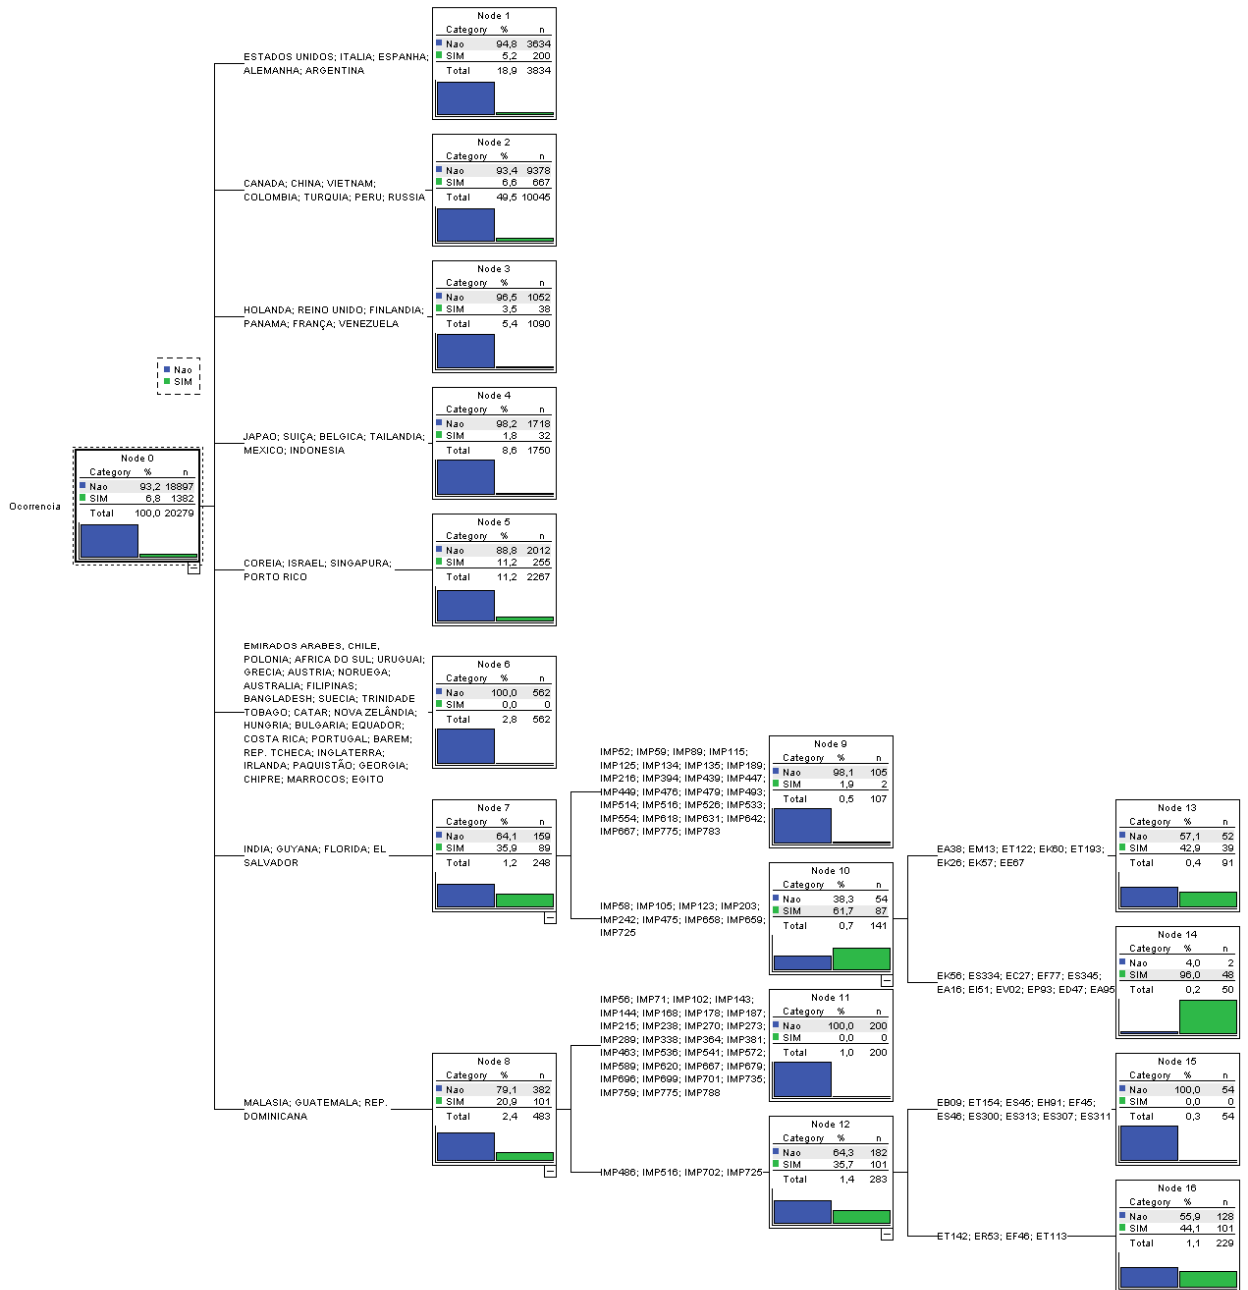 Ocorrencia
Node 0
Category % n
Nao 93,2 18897
SIM 6,8 1382
Total 100,0 20279
Nao
SIM
ESTADOS UNIDOS; ITALIA; ESPANHA;
ALEMANHA; ARGENTINA
Node 1
Category % n
Nao 94,8 3634
SIM 5,2 200
Total 18,9 3834
CANADA; CHINA; VIETNAM;
COLOMBIA; TURQUIA; PERU; RUSSIA
Node 2
Category % n
Nao 93,4 9378
SIM 6,6 667
Total 49,5 10045
HOLANDA; REINO UNIDO; FINLANDIA;
PANAMA; FRANÇA; VENEZUELA
Node 3
Category % n
Nao 96,5 1052
SIM 3,5 38
Total 5,4 1090
JAPAO; SUIÇA; BELGICA; TAILANDIA;
MEXICO; INDONESIA
Node 4
Category % n
Nao 98,2 1718
SIM 1,8 32
Total 8,6 1750
COREIA; ISRAEL; SINGAPURA;
PORTO RICO
Node 5
Category % n
Nao 88,8 2012
SIM 11,2 255
Total 11,2 2267
EMIRADOS ARABES, CHILE,
POLONIA; AFRICA DO SUL; URUGUAI;
GRECIA; AUSTRIA; NORUEGA;
AUSTRALIA; FILIPINAS;
BANGLADESH; SUECIA; TRINIDADE
TOBAGO; CATAR; NOVA ZELÂNDIA;
HUNGRIA; BULGARIA; EQUADOR;
COSTA RICA; PORTUGAL; BAREM;
REP. TCHECA; INGLATERRA;
IRLANDA; PAQUISTÃO; GEORGIA;
CHIPRE; MARROCOS; EGITO
Node 6
Category % n
Nao 100,0 562
SIM 0,0 0
Total 2,8 562
INDIA; GUYANA; FLORIDA; EL
SALVADOR
Node 7
Category % n
Nao 64,1 159
SIM 35,9 89
Total 1,2 248
MALASIA; GUATEMALA; REP.
DOMINICANA
Node 8
Category % n
Nao 79,1 382
SIM 20,9 101
Total 2,4 483
IMP52; IMP59; IMP89; IMP115;
IMP125; IMP134; IMP135; IMP189;
IMP216; IMP394; IMP439; IMP447;
IMP449; IMP476; IMP479; IMP493;
IMP514; IMP516; IMP526; IMP533;
IMP554; IMP618; IMP631; IMP642;
IMP667; IMP775; IMP783
Node 9
Category % n
Nao 98,1 105
SIM 1,9 2
Total 0,5 107
IMP58; IMP105; IMP123; IMP203;
IMP242; IMP475; IMP658; IMP659;
IMP725
Node 10
Category % n
Nao 38,3 54
SIM 61,7 87
Total 0,7 141
IMP56; IMP71; IMP102; IMP143;
IMP144; IMP168; IMP178; IMP187;
IMP215; IMP238; IMP270; IMP273;
IMP289; IMP338; IMP364; IMP381;
IMP463; IMP536; IMP541; IMP572;
IMP589; IMP620; IMP667; IMP679;
IMP696; IMP699; IMP701; IMP735;
IMP759; IMP775; IMP788
Node 11
Category % n
Nao 100,0 200
SIM 0,0 0
Total 1,0 200
IMP486; IMP516; IMP702; IMP725
Node 12
Category % n
Nao 64,3 182
SIM 35,7 101
Total 1,4 283
EA38; EM13; ET122; EK60; ET193;
EK26; EK57; EE67
Node 13
Category % n
Nao 57,1 52
SIM 42,9 39
Total 0,4 91
EK56; ES334; EC27; EF77; ES345;
EA16; EI51; EV02; EP93; ED47; EA95
Node 14
Category % n
Nao 4,0 2
SIM 96,0 48
Total 0,2 50
EB09; ET154; ES45; EH91; EF45;
ES46; ES300; ES313; ES307; ES311
Node 15
Category % n
Nao 100,0 54
SIM 0,0 0
Total 0,3 54
ET142; ER53; EF46; ET113
Node 16
Category % n
Nao 55,9 128
SIM 44,1 101
Total 1,1 229